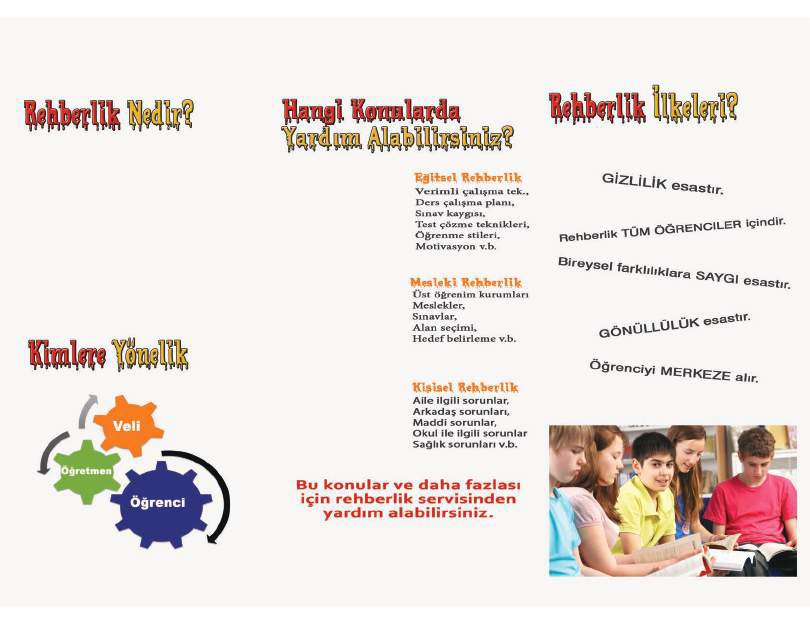 Rehberlik Nedir?
Kimlere Yönelik
Veli
Öğretmen
Öğrenci
Hangi Konularda
Yardım Alabilirsiniz?
Eğitsel Rehberlik
Verimli çalışma tek.,
Ders çalışma planı,
Sınav kaygısı,
Test çözme teknikleri,
Öğrenme stileri,
Motivasyon v.b.
Mesleki Rehberlik
Üst öğrenim kurumları
Meslekler,
Sınavlar,
Alan seçimi,
Hedef belirleme v.b.
Kişisel Rehberlik
Aile ilgili sorunlar,
Arkadaş sorunları,
Maddi sorunlar,
Okul ile ilgili sorunlar
Sağlık sorunları v.b.
Bu konular ve daha fazlası
için rehberlik servisinden
yardım alabilirsiniz.
Rehberlik İlkeleri?
GİZLİLİK esastır.
Rehberlik TÜM ÖĞRENCİLER içindir.
Bireysel farklılıklara SAYGI esastır.
GÖNÜLLÜLÜK esastır.
Öğrenciyi MERKEZE alır.